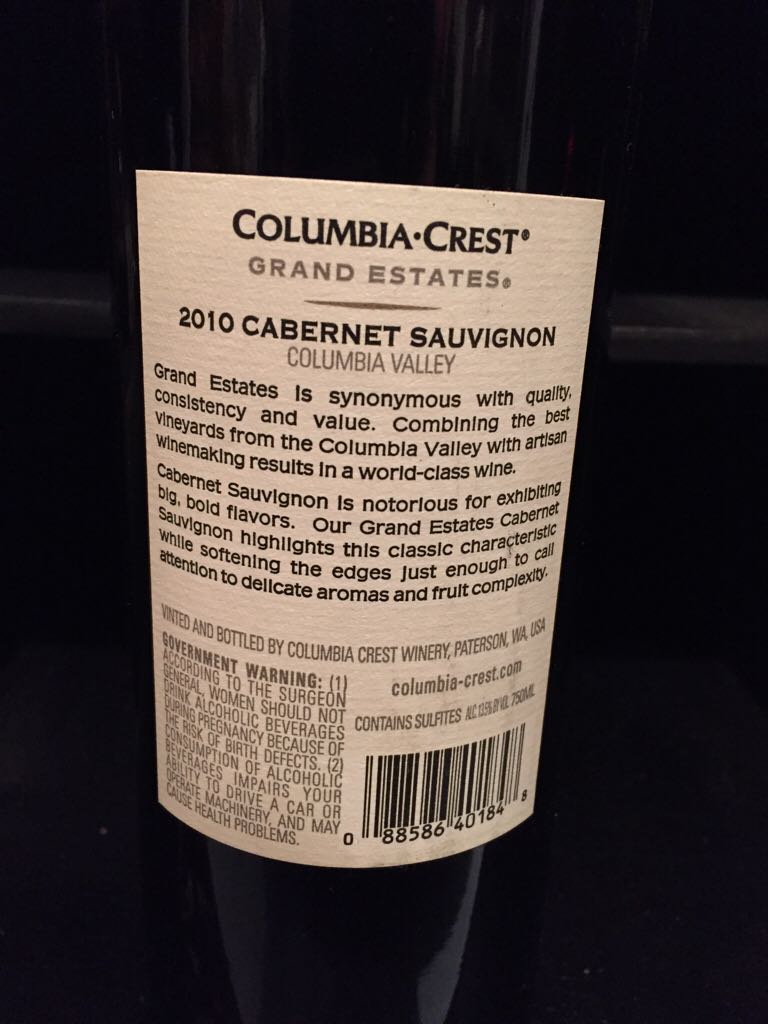 COLUMBIA·CREST®
GRAND ESTATES®
2010 CABERNET SAUVIGNON
COLUMBIA VALLEY
Grand Estates is synonymous with quality,
consistency and value. Combining the best
vineyards from the Columbia Valley with artisan
winemaking results in a world-class wine.
Cabernet Sauvignon is notorious for exhibiting
big, bold flavors. Our Grand Estates Cabernet
Sauvignon highlights this classic characteristic
while softening the edges just enough to call
attention to delicate aromas and fruit complexity.
VINTED AND BOTTLED BY COLUMBIA CREST WINERY, PATERSON, WA, USA
GOVERNMENT WARNING: (1)
ACCORDING TO THE SURGEON
GENERAL, WOMEN SHOULD NOT
DRINK ALCOHOLIC BEVERAGES
DURING PREGNANCY BECAUSE OF
THE RISK OF BIRTH DEFECTS. (2)
CONSUMPTION OF ALCOHOLIC
BEVERAGES IMPAIRS YOUR
ABILITY TO DRIVE A CAR OR
OPERATE MACHINERY, AND MAY
CAUSE HEALTH PROBLEMS.
columbia-crest.com
CONTAINS SULFITES ALC. 13.5% BY VOL. 750ML
0 88586 40184 8